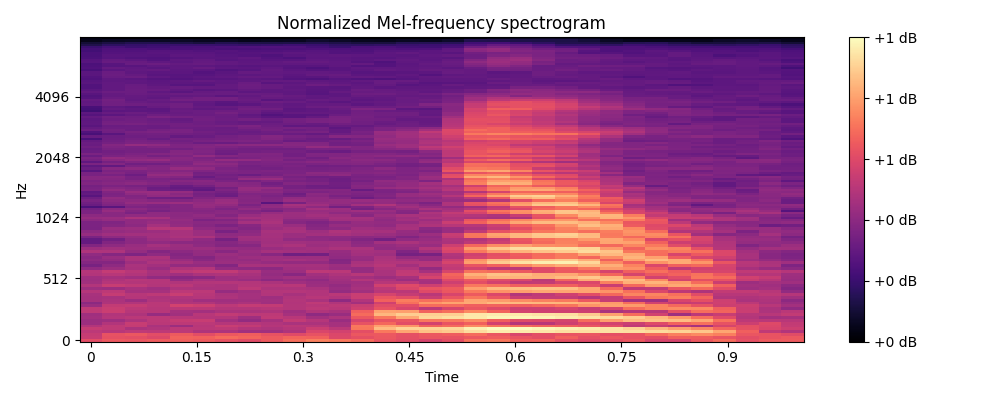 Normalized Mel-frequency spectrogram
Hz
4096
2048
1024
512
0
0 0.15 0.3 0.45 0.6 0.75 0.9
Time
+1 dB
+1 dB
+1 dB
+0 dB
+0 dB
+0 dB